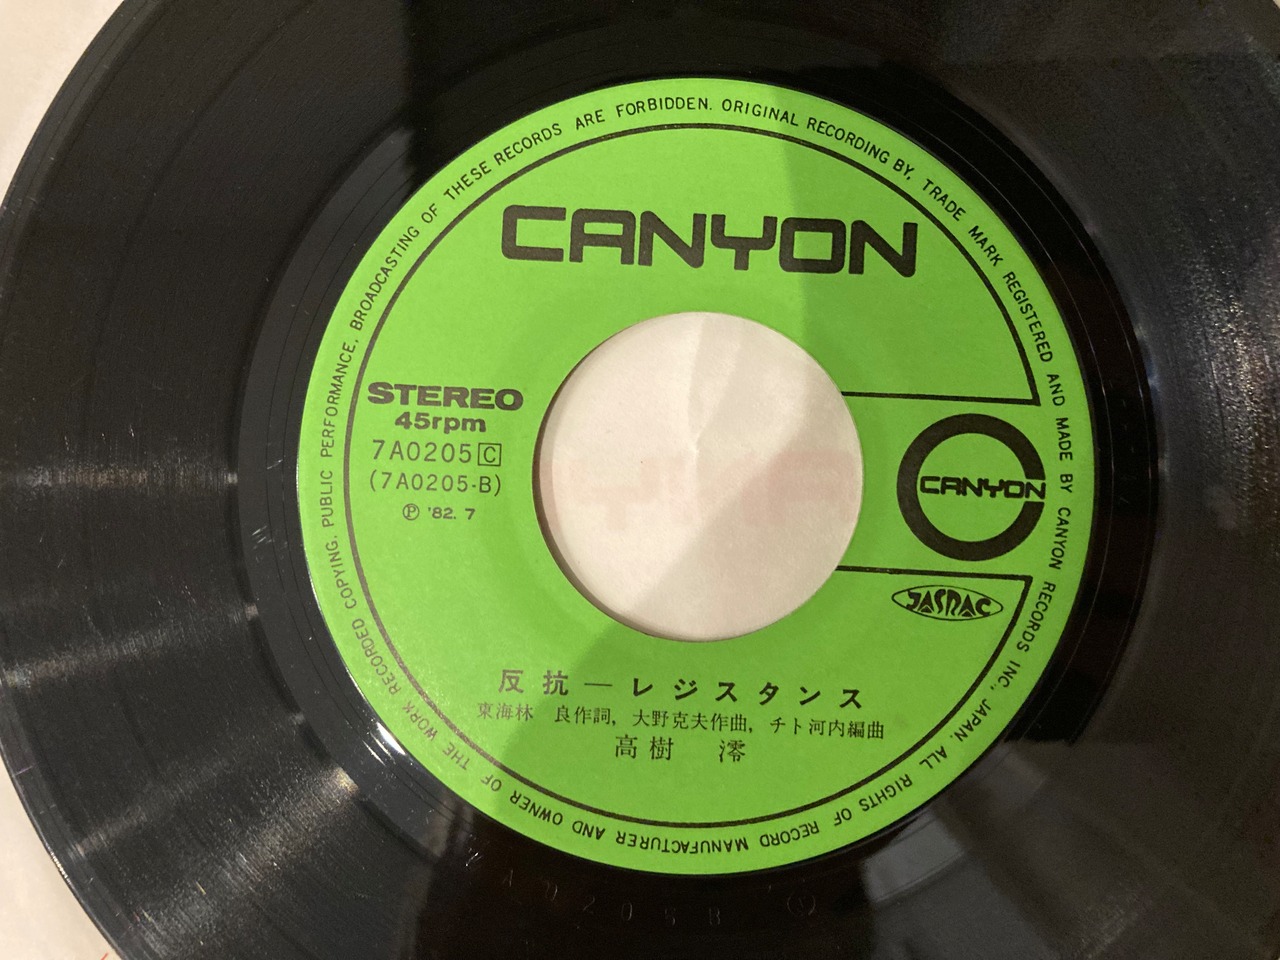 RECORDED COPYING, PUBLIC PERFORMANCE, BROADCASTING OF THESE RECORDS ARE FORBIDDEN. ORIGINAL RECORDING BY, TRADE MARK REGISTERED AND MADE BY CANYON RECORDS INC., JAPAN. ALL RIGHTS OF RECORD MANUFACTURER AND OWNER OF THE WORK
CANYON
STEREO
45rpm
7A0205 C
(7A0205-B)
Ⓟ '82. 7
CANYON
JASRAC
反抗―レジスタンス
東海林 良作詞, 大野克夫作曲, チト河内編曲
高樹 澪